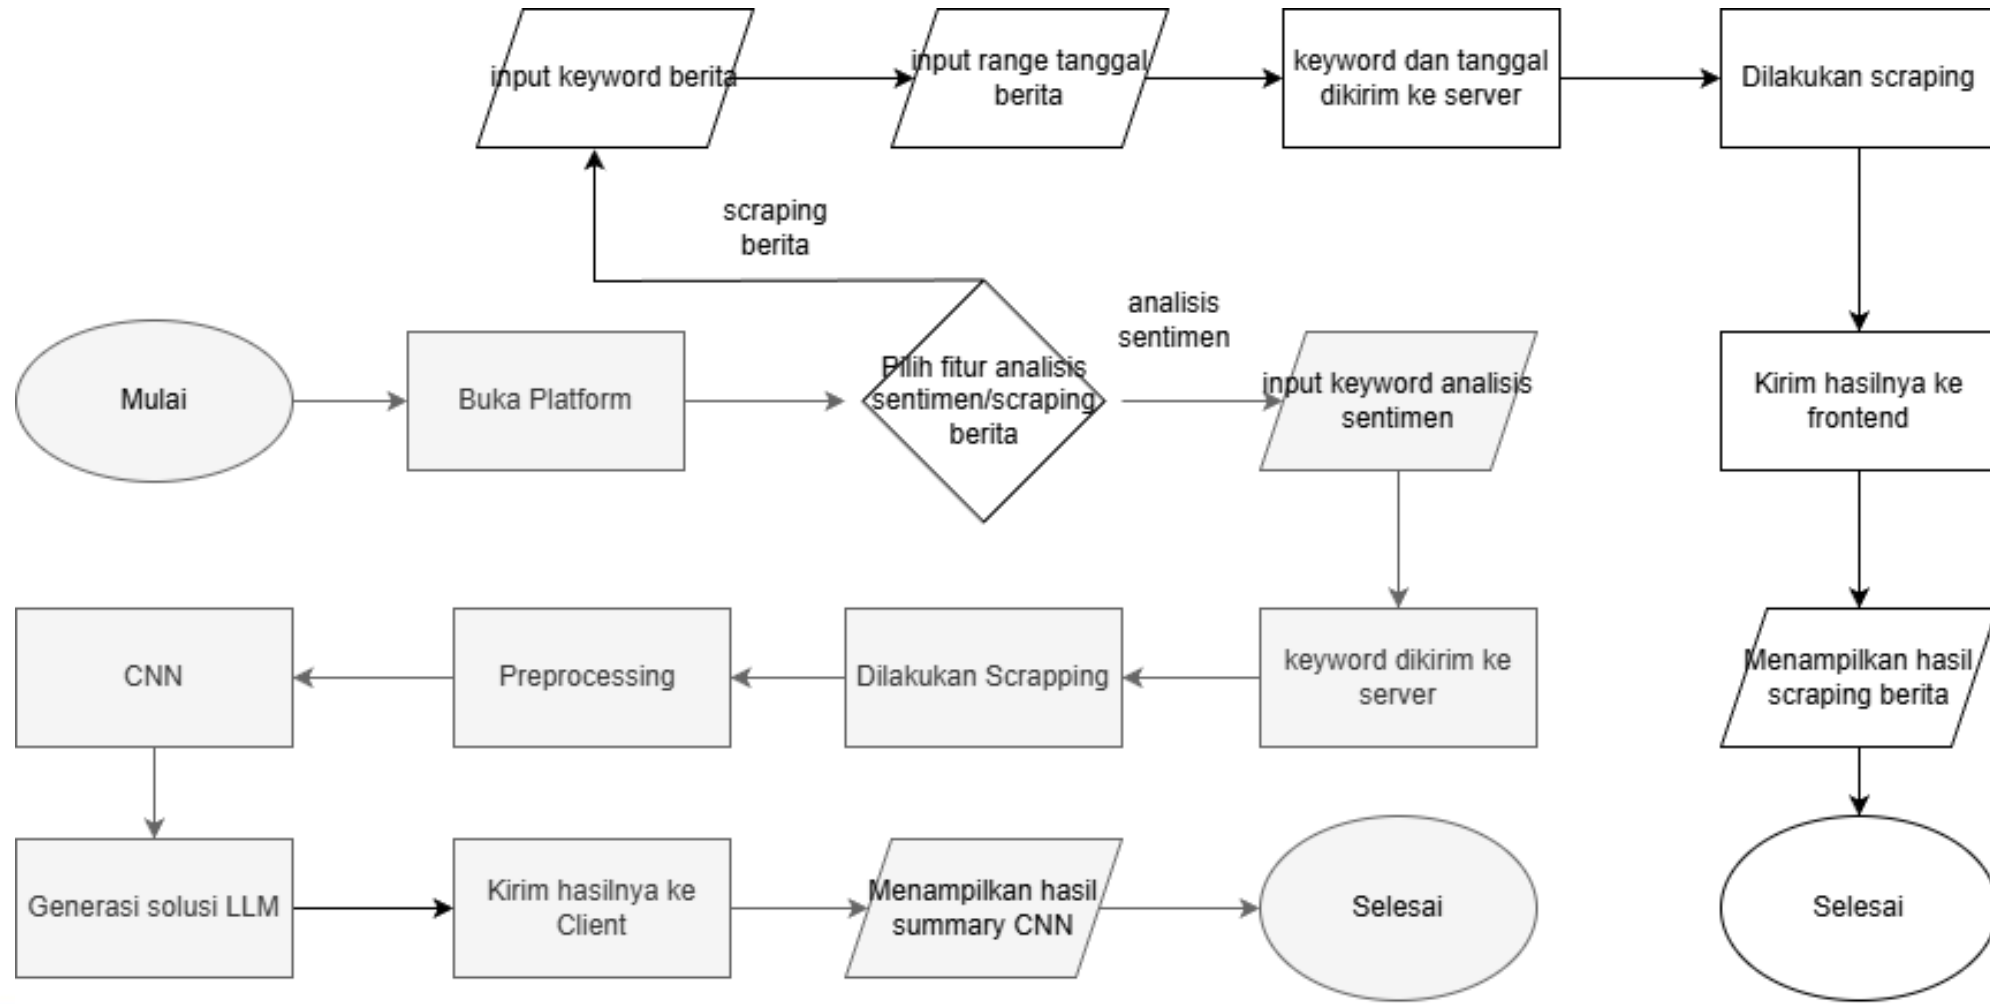 input keyword berita
input range tanggal
berita
keyword dan tanggal
dikirim ke server
Dilakukan scraping
scraping
berita
analisis
sentimen
Mulai
Buka Platform
Pilih fitur analisis
sentimen/scraping
berita
input keyword analisis
sentimen
Kirim hasilnya ke
frontend
CNN
Preprocessing
Dilakukan Scrapping
keyword dikirim ke
server
Menampilkan hasil
scraping berita
Generasi solusi LLM
Kirim hasilnya ke
Client
Menampilkan hasil
summary CNN
Selesai
Selesai